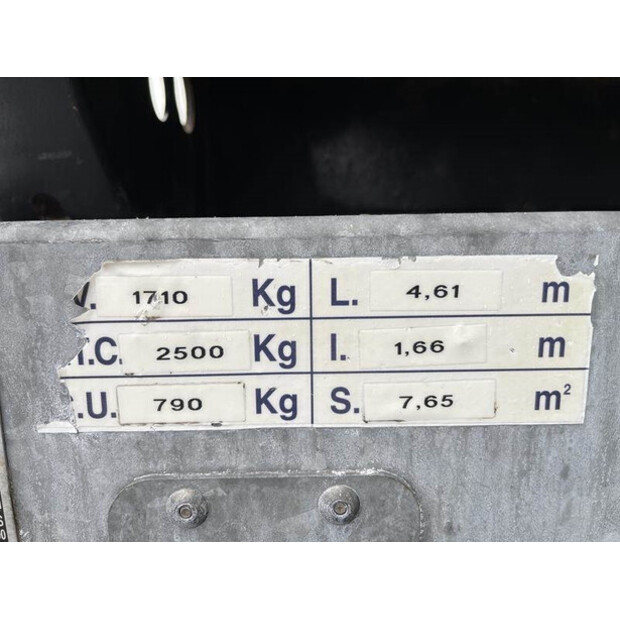 V. 1710 Kg L. 4,61 m
.T.C. 2500 Kg l. 1,66 m
.U. 790 Kg S. 7,65 m²